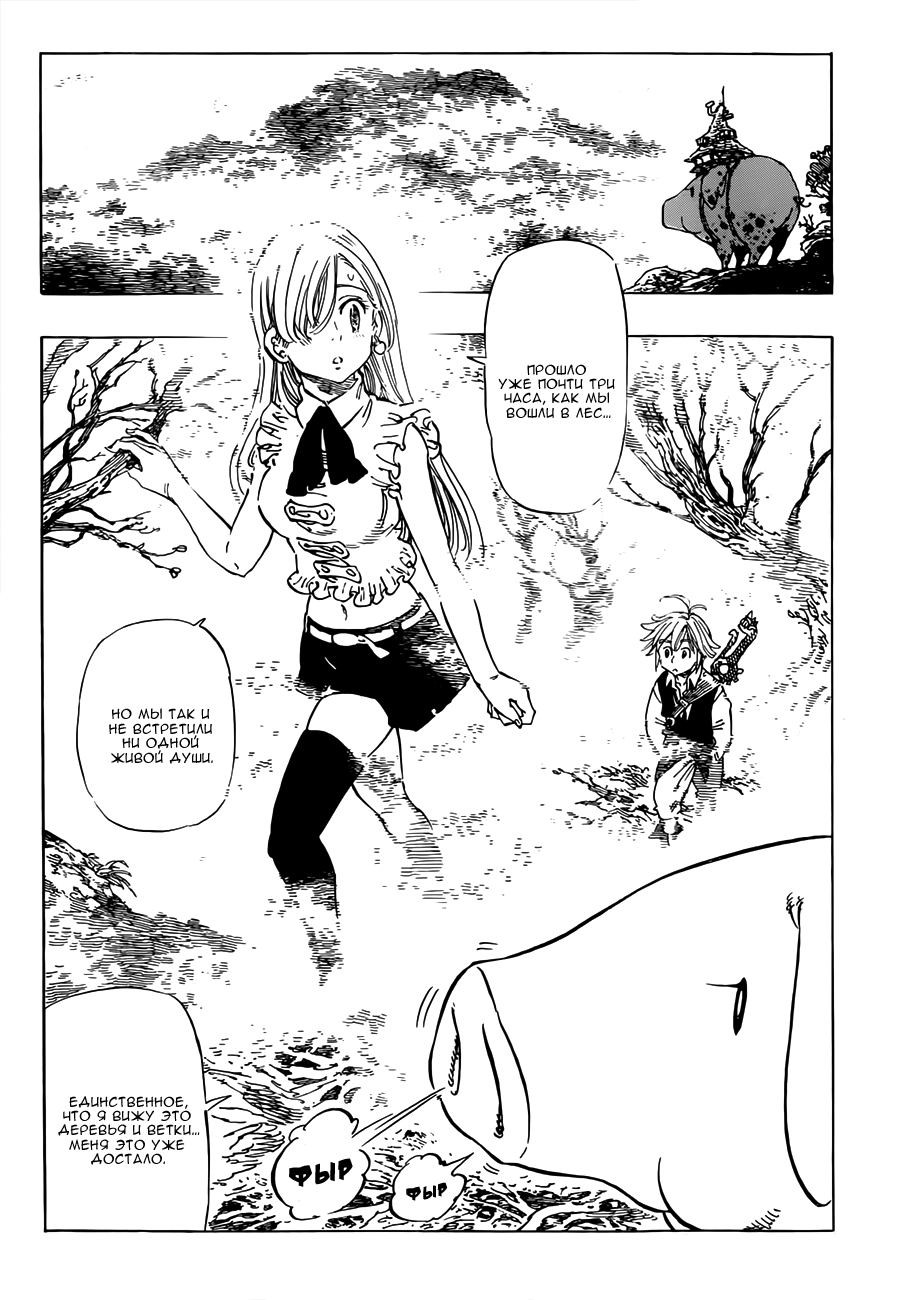 ПРОШЛО
УЖЕ ПОЧТИ ТРИ
ЧАСА, КАК МЫ
ВОШЛИ В ЛЕС...
НО МЫ ТАК И
НЕ ВСТРЕТИЛИ
НИ ОДНОЙ
ЖИВОЙ ДУШИ.
ЕДИНСТВЕННОЕ,
ЧТО Я ВИЖУ ЭТО
ДЕРЕВЬЯ И ВЕТКИ...
МЕНЯ ЭТО УЖЕ
ДОСТАЛО.
ФЫР
ФЫР